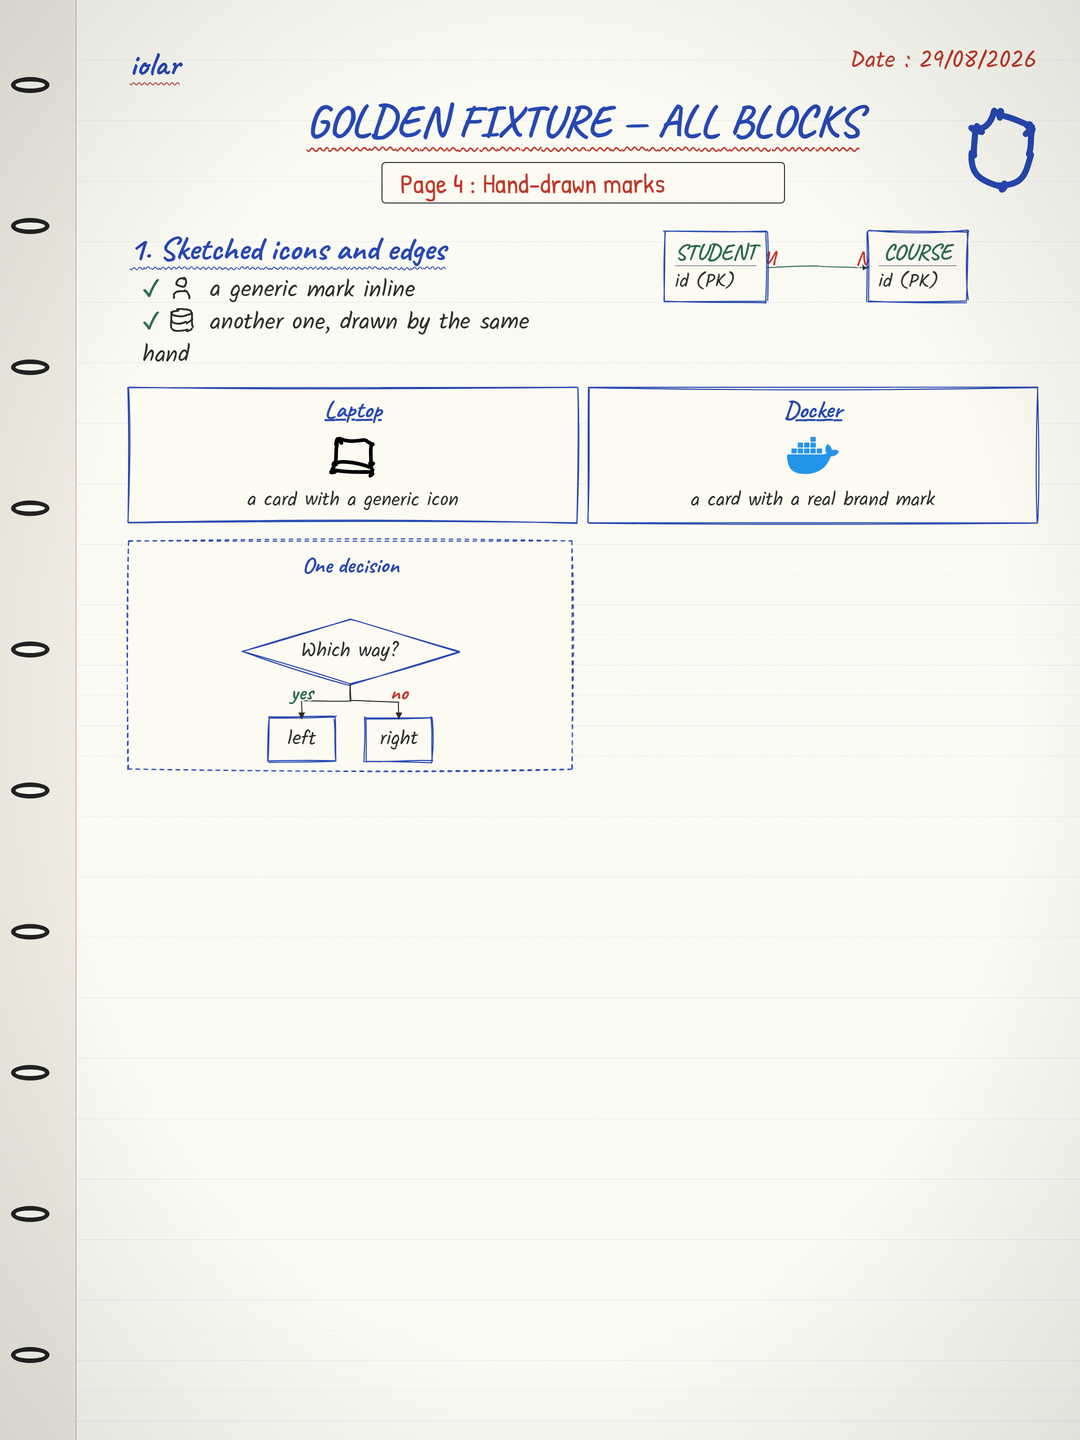 iolar
Date : 29/08/2026
GOLDEN FIXTURE – ALL BLOCKS
Page 4 : Hand-drawn marks
1. Sketched icons and edges
✓ a generic mark inline
✓ another one, drawn by the same
hand
STUDENT
id (PK)
M
N
COURSE
id (PK)
Laptop
a card with a generic icon
Docker
a card with a real brand mark
One decision
Which way?
yes
no
left
right